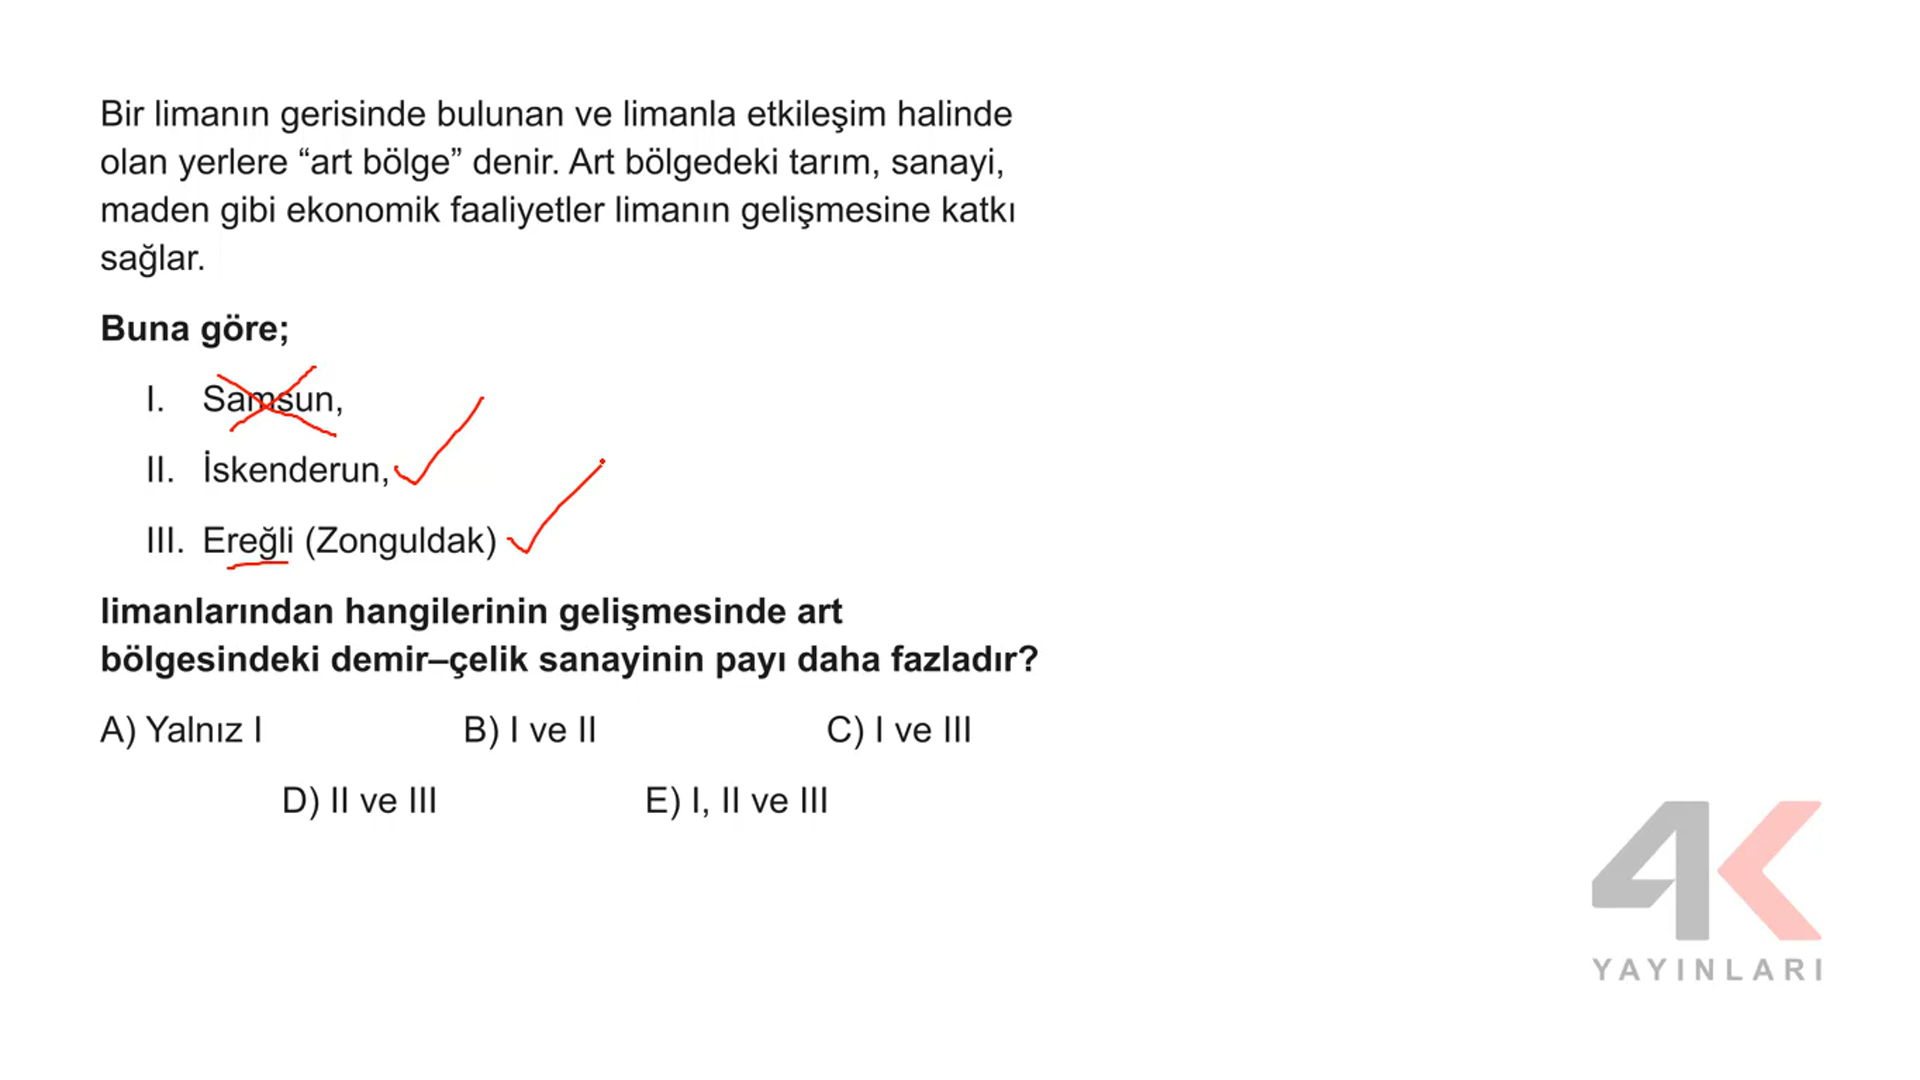 Bir limanın gerisinde bulunan ve limanla etkileşim halinde
olan yerlere “art bölge” denir. Art bölgedeki tarım, sanayi,
maden gibi ekonomik faaliyetler limanın gelişmesine katkı
sağlar.
Buna göre;
I. Samsun,
II. İskenderun,
III. Ereğli (Zonguldak)
limanlarından hangilerinin gelişmesinde art
bölgesindeki demir–çelik sanayinin payı daha fazladır?
A) Yalnız I B) I ve II C) I ve III
D) II ve III E) I, II ve III
4K
YAYINLARI